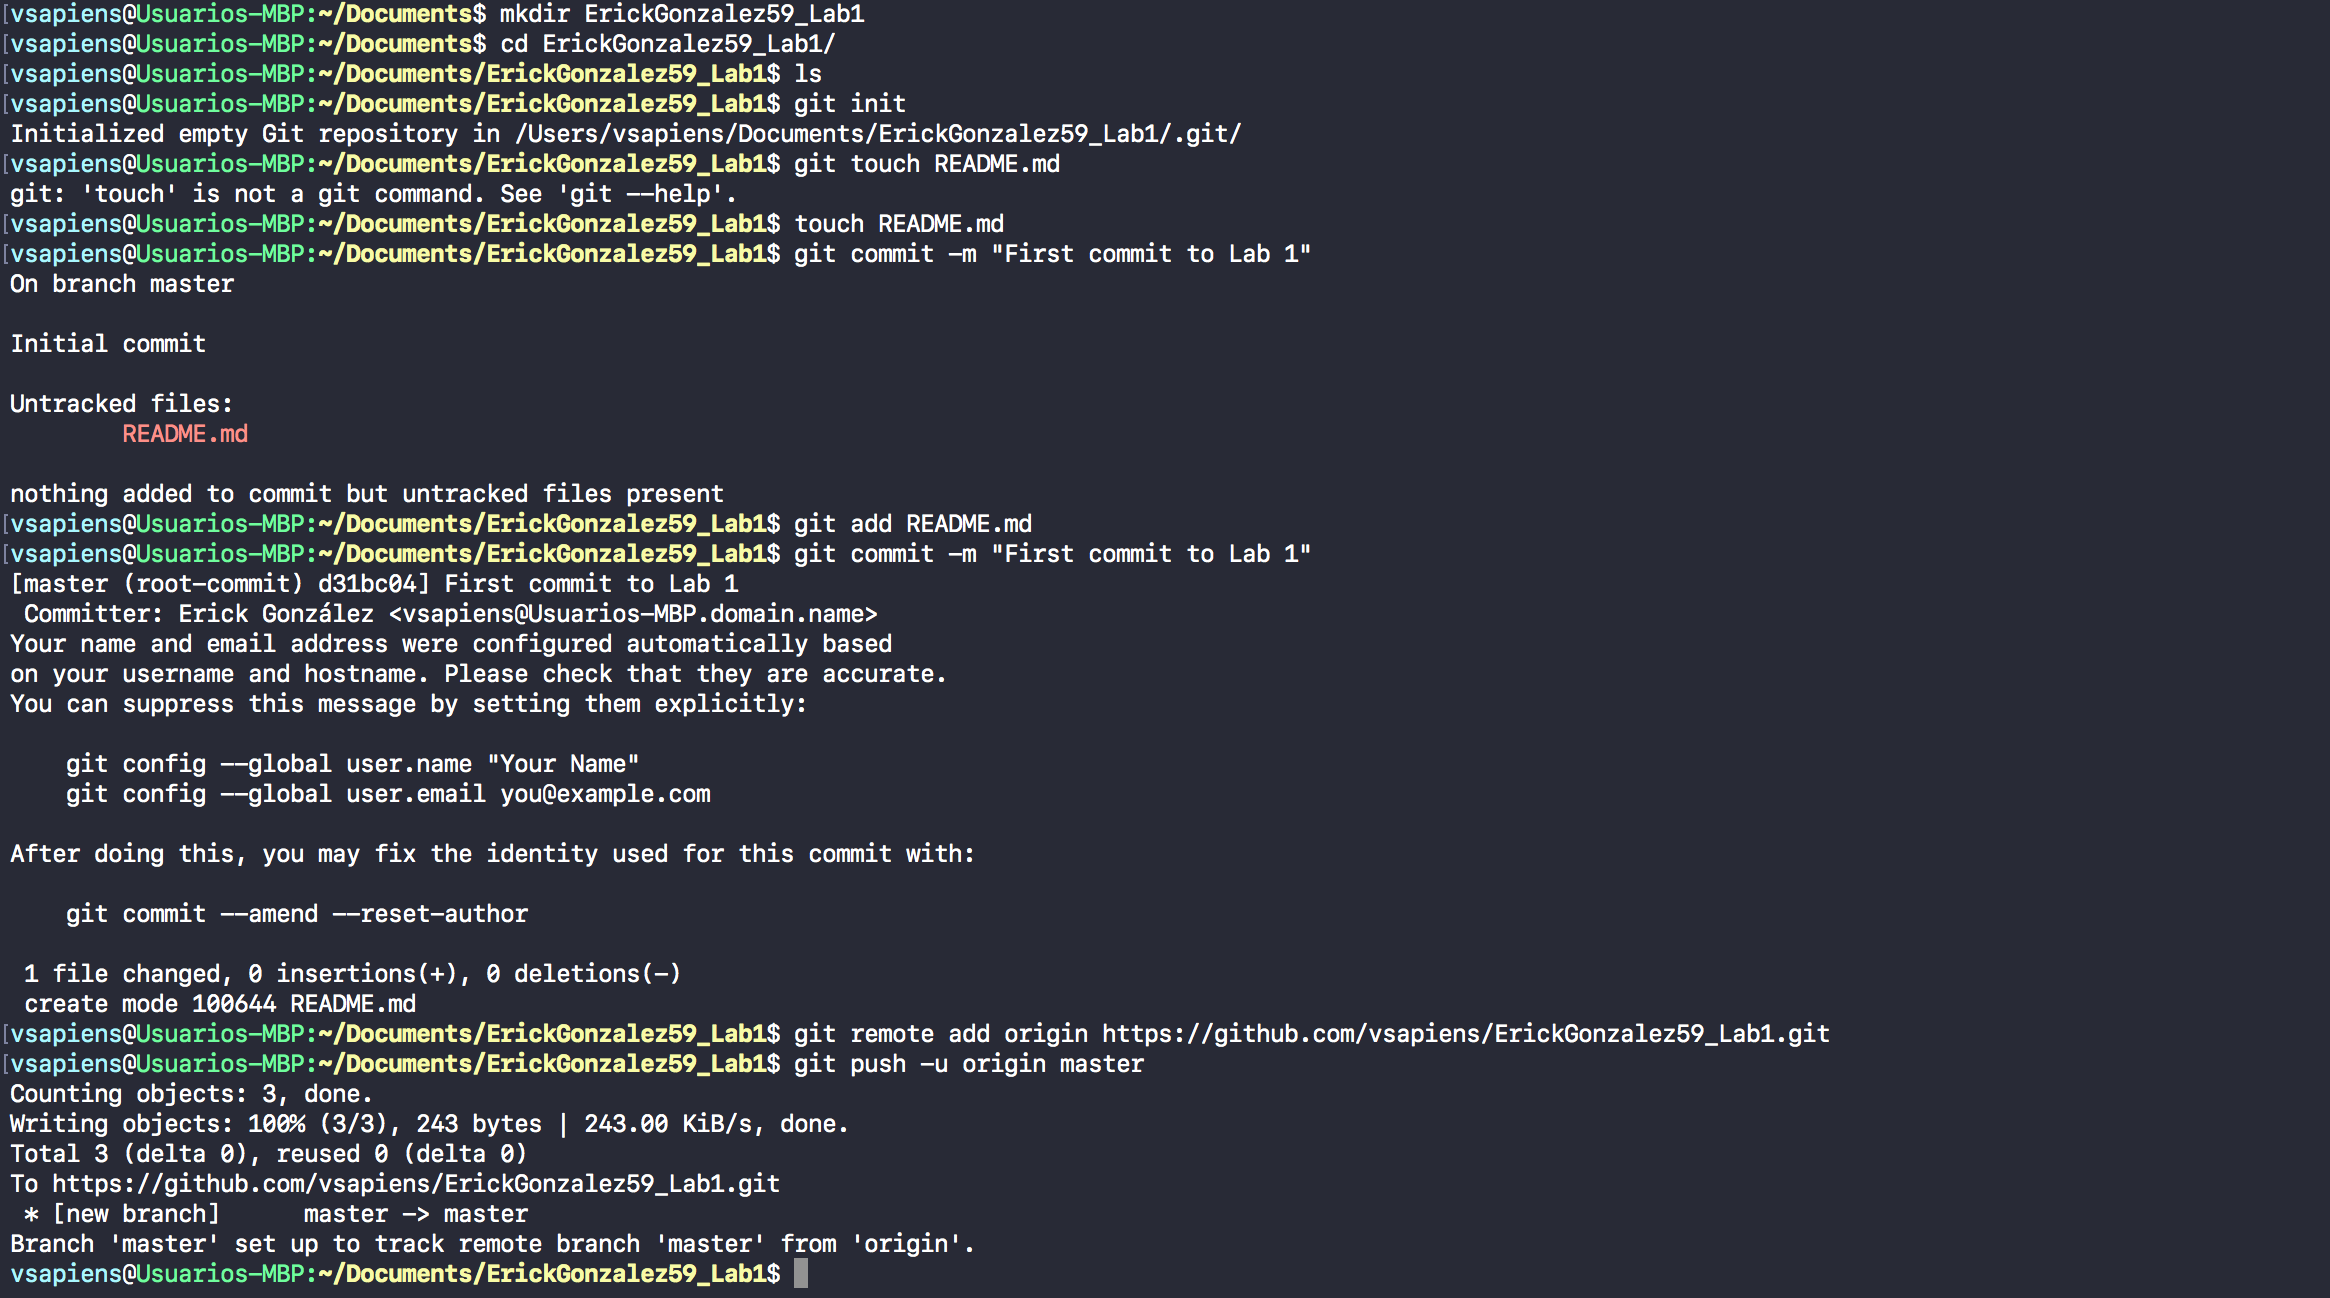 [vsapiens@Usuarios-MBP:~/Documents$ mkdir ErickGonzalez59_Lab1
[vsapiens@Usuarios-MBP:~/Documents$ cd ErickGonzalez59_Lab1/
[vsapiens@Usuarios-MBP:~/Documents/ErickGonzalez59_Lab1$ ls
[vsapiens@Usuarios-MBP:~/Documents/ErickGonzalez59_Lab1$ git init
Initialized empty Git repository in /Users/vsapiens/Documents/ErickGonzalez59_Lab1/.git/
[vsapiens@Usuarios-MBP:~/Documents/ErickGonzalez59_Lab1$ git touch README.md
git: 'touch' is not a git command. See 'git --help'.
[vsapiens@Usuarios-MBP:~/Documents/ErickGonzalez59_Lab1$ touch README.md
[vsapiens@Usuarios-MBP:~/Documents/ErickGonzalez59_Lab1$ git commit -m "First commit to Lab 1"
On branch master
Initial commit
Untracked files:
README.md
nothing added to commit but untracked files present
[vsapiens@Usuarios-MBP:~/Documents/ErickGonzalez59_Lab1$ git add README.md
[vsapiens@Usuarios-MBP:~/Documents/ErickGonzalez59_Lab1$ git commit -m "First commit to Lab 1"
[master (root-commit) d31bc04] First commit to Lab 1
Committer: Erick González <vsapiens@Usuarios-MBP.domain.name>
Your name and email address were configured automatically based
on your username and hostname. Please check that they are accurate.
You can suppress this message by setting them explicitly:
git config --global user.name "Your Name"
git config --global user.email you@example.com
After doing this, you may fix the identity used for this commit with:
git commit --amend --reset-author
1 file changed, 0 insertions(+), 0 deletions(-)
create mode 100644 README.md
[vsapiens@Usuarios-MBP:~/Documents/ErickGonzalez59_Lab1$ git remote add origin https://github.com/vsapiens/ErickGonzalez59_Lab1.git
[vsapiens@Usuarios-MBP:~/Documents/ErickGonzalez59_Lab1$ git push -u origin master
Counting objects: 3, done.
Writing objects: 100% (3/3), 243 bytes | 243.00 KiB/s, done.
Total 3 (delta 0), reused 0 (delta 0)
To https://github.com/vsapiens/ErickGonzalez59_Lab1.git
* [new branch]      master -> master
Branch 'master' set up to track remote branch 'master' from 'origin'.
vsapiens@Usuarios-MBP:~/Documents/ErickGonzalez59_Lab1$